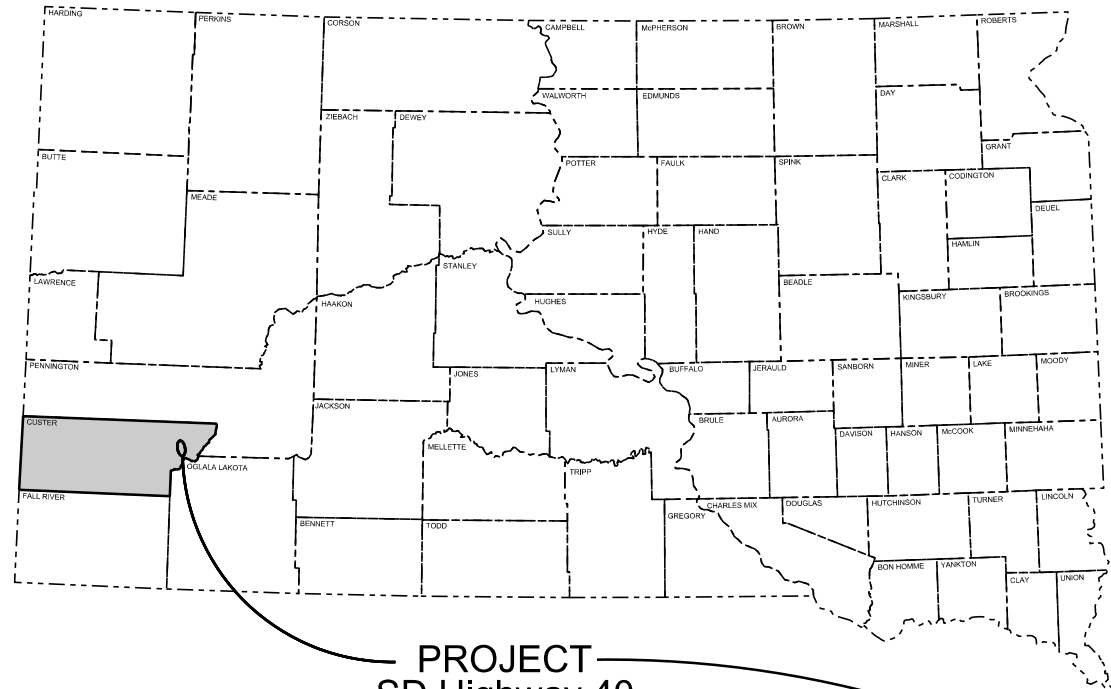 HARDING
PERKINS
CORSON
CAMPBELL
McPHERSON
BROWN
MARSHALL
ROBERTS
WALWORTH
EDMUNDS
DAY
ZIEBACH
DEWEY
GRANT
BUTTE
POTTER
FAULK
SPINK
CLARK
CODINGTON
MEADE
DEUEL
SULLY
HYDE
HAND
HAMLIN
STANLEY
LAWRENCE
BEADLE
HAAKON
HUGHES
KINGSBURY
BROOKINGS
PENNINGTON
JONES
LYMAN
BUFFALO
JERAULD
SANBORN
MINER
LAKE
MOODY
JACKSON
CUSTER
BRULE
AURORA
MELLETTE
DAVISON
HANSON
McCOOK
MINNEHAHA
OGLALA LAKOTA
TRIPP
FALL RIVER
BENNETT
TODD
GREGORY
CHARLES MIX
DOUGLAS
HUTCHINSON
TURNER
LINCOLN
BON HOMME
YANKTON
CLAY
UNION
PROJECT
SD Highway 40